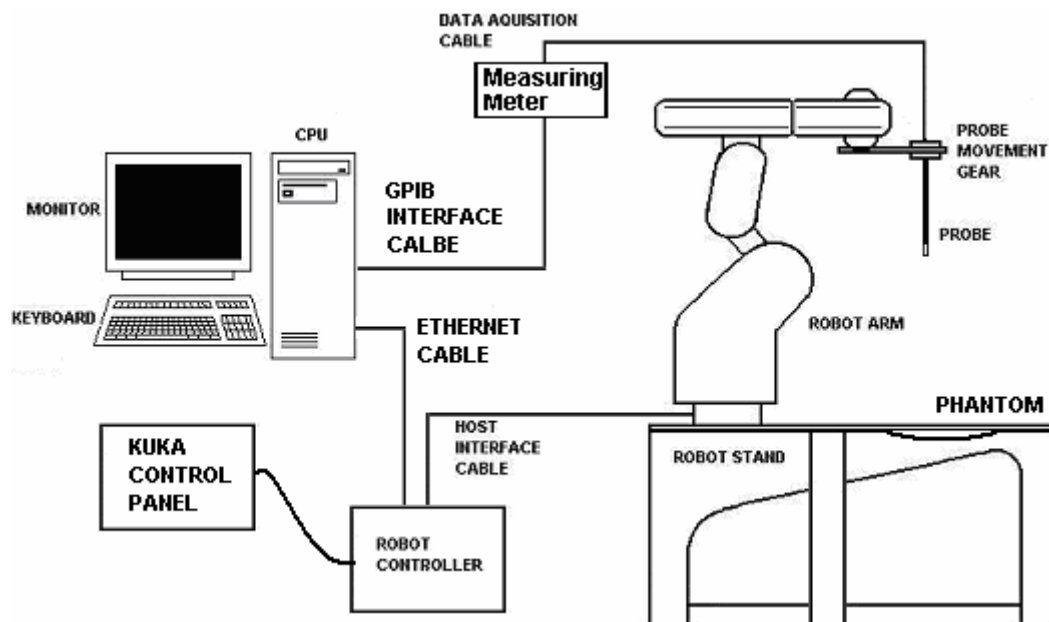 DATA AQUISITION
CABLE
Measuring
Meter
CPU
PROBE
MOVEMENT
GEAR
GPIB
INTERFACE
CALBE
MONITOR
PROBE
KEYBOARD
ETHERNET
CABLE
ROBOT ARM
PHANTOM
HOST
INTERFACE
CABLE
KUKA
CONTROL
PANEL
ROBOT STAND
ROBOT
CONTROLLER